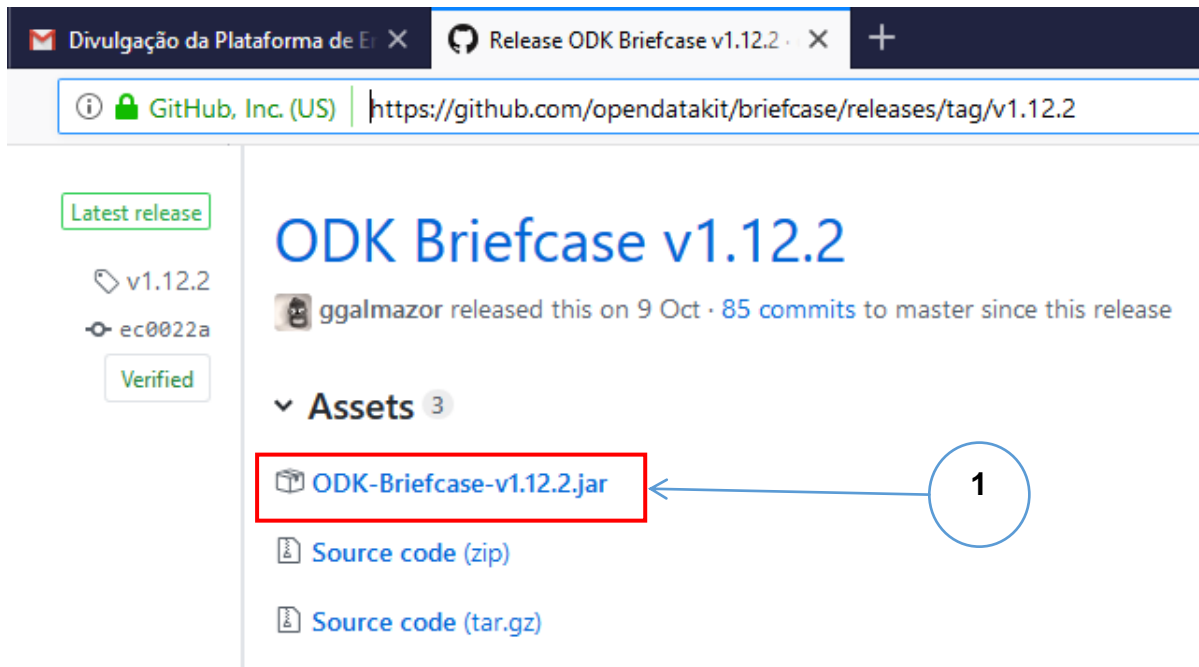 Divulgação da Plataforma de Er
Release ODK Briefcase v1.12.2 ·
GitHub, Inc. (US) https://github.com/opendatakit/briefcase/releases/tag/v1.12.2
Latest release
v1.12.2
ec0022a
Verified
ODK Briefcase v1.12.2
ggalmazor released this on 9 Oct · 85 commits to master since this release
Assets 3
ODK-Briefcase-v1.12.2.jar
1
Source code (zip)
Source code (tar.gz)